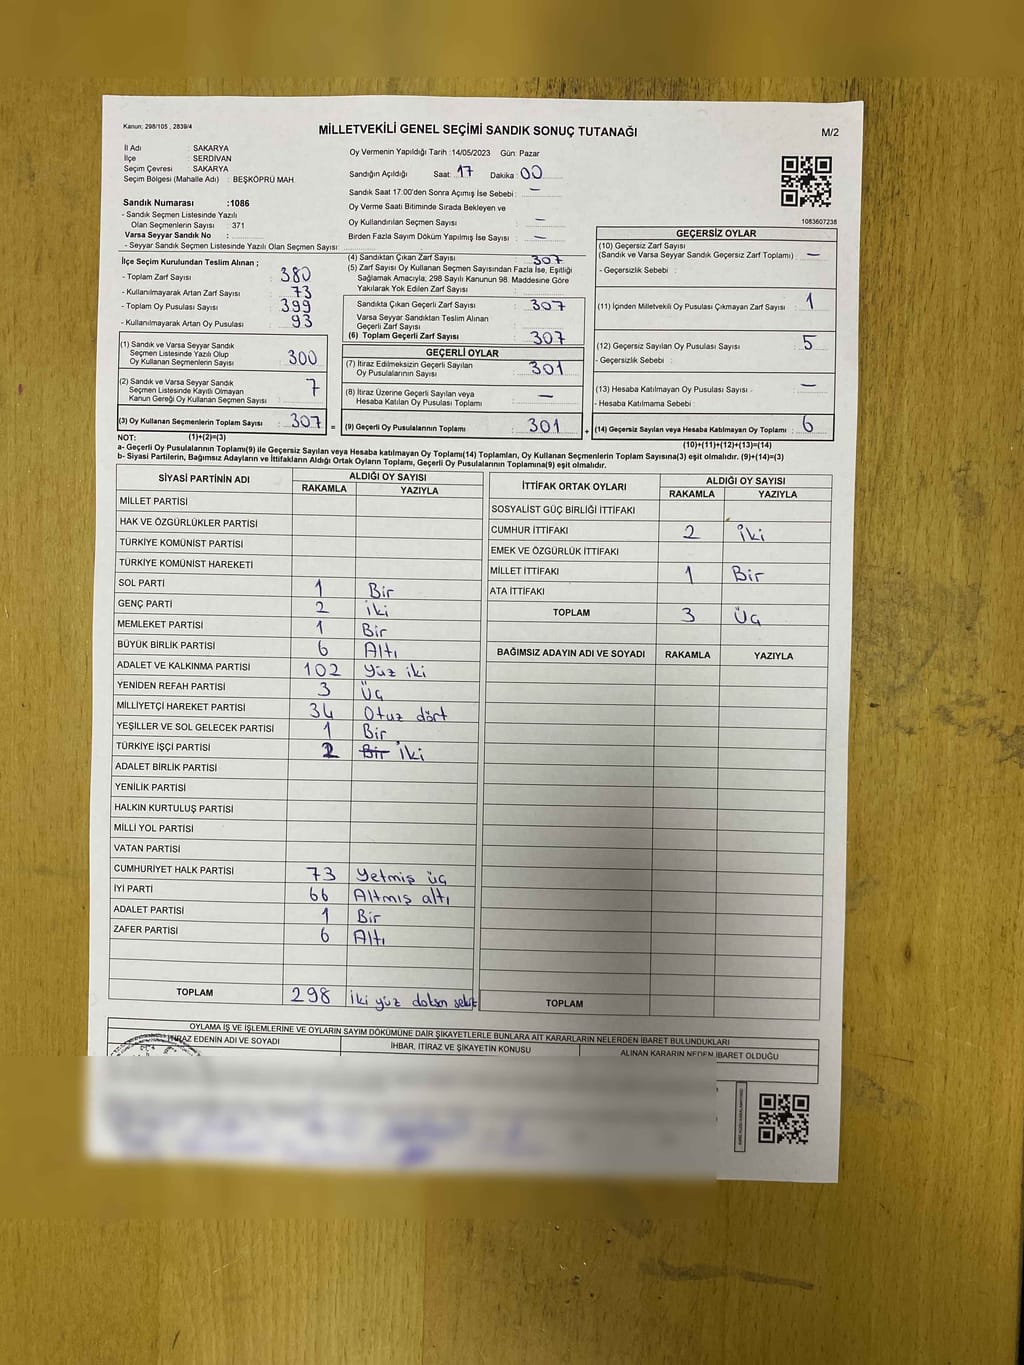 Kanun; 298/105 , 2839/4
MİLLETVEKİLİ GENEL SEÇİMİ SANDIK SONUÇ TUTANAĞI
M/2
İl Adı : SAKARYA
İlçe : SERDİVAN
Seçim Çevresi : SAKARYA
Seçim Bölgesi (Mahalle Adı) : BEŞKÖPRÜ MAH.
Sandık Numarası :1086
- Sandık Seçmen Listesinde Yazılı
Olan Seçmenlerin Sayısı : 371
Varsa Seyyar Sandık No :
- Seyyar Sandık Seçmen Listesinde Yazılı Olan Seçmen Sayısı:
Oy Vermenin Yapıldığı Tarih :14/05/2023 Gün: Pazar
Sandığın Açıldığı Saat: 17 Dakika: 00
Sandık Saat 17:00'den Sonra Açımış İse Sebebi : —
Oy Verme Saati Bitiminde Sırada Bekleyen ve
Oy Kullandırılan Seçmen Sayısı : —
Birden Fazla Sayım Döküm Yapılmış İse Sayısı : —
1083607238
İlçe Seçim Kurulundan Teslim Alınan ;
- Toplam Zarf Sayısı : 380
- Kullanılmayarak Artan Zarf Sayısı : 73
- Toplam Oy Pusulası Sayısı : 399
- Kullanılmayarak Artan Oy Pusulası : 93
(1) Sandık ve Varsa Seyyar Sandık
Seçmen Listesinde Yazılı Olup
Oy Kullanan Seçmenlerin Sayısı : 300
(2) Sandık ve Varsa Seyyar Sandık
Seçmen Listesinde Kayıtlı Olmayan
Kanun Gereği Oy Kullanan Seçmen Sayısı : 7
(3) Oy Kullanan Seçmenlerin Toplam Sayısı : 307 =
(4) Sandıktan Çıkan Zarf Sayısı : 307
(5) Zarf Sayısı Oy Kullanan Seçmen Sayısından Fazla İse, Eşitliği
Sağlamak Amacıyla; 298 Sayılı Kanunun 98. Maddesine Göre
Yakılarak Yok Edilen Zarf Sayısı :
Sandıkta Çıkan Geçerli Zarf Sayısı : 307
Varsa Seyyar Sandıktan Teslim Alınan
Geçerli Zarf Sayısı :
(6) Toplam Geçerli Zarf Sayısı : 307
GEÇERLİ OYLAR
(7) İtiraz Edilmeksizin Geçerli Sayılan
Oy Pusulalarının Sayısı : 301
(8) İtiraz Üzerine Geçerli Sayılan veya
Hesaba Katılan Oy Pusulası Toplamı : —
(9) Geçerli Oy Pusulalarının Toplamı : 301 +
GEÇERSİZ OYLAR
(10) Geçersiz Zarf Sayısı
(Sandık ve Varsa Seyyar Sandık Geçersiz Zarf Toplamı) : —
- Geçersizlik Sebebi :
(11) İçinden Milletvekili Oy Pusulası Çıkmayan Zarf Sayısı : 1
(12) Geçersiz Sayılan Oy Pusulası Sayısı : 5
- Geçersizlik Sebebi :
(13) Hesaba Katılmayan Oy Pusulası Sayısı : —
- Hesaba Katılmama Sebebi :
(14) Geçersiz Sayılan veya Hesaba Katılmayan Oy Toplamı : 6
NOT: (1)+(2)=(3)
(10)+(11)+(12)+(13)=(14)
a- Geçerli Oy Pusulalarının Toplamı(9) ile Geçersiz Sayılan veya Hesaba katılmayan Oy Toplamı(14) Toplamları, Oy Kullanan Seçmenlerin Toplam Sayısına(3) eşit olmalıdır. (9)+(14)=(3)
b- Siyasi Partilerin, Bağımsız Adayların ve İttifakların Aldığı Ortak Oyların Toplamı, Geçerli Oy Pusulalarının Toplamına(9) eşit olmalıdır.
SİYASİ PARTİNİN ADI ALDIĞI OY SAYISI
RAKAMLA YAZIYLA
MİLLET PARTİSİ
HAK VE ÖZGÜRLÜKLER PARTİSİ
TÜRKİYE KOMÜNİST PARTİSİ
TÜRKİYE KOMÜNİST HAREKETİ
SOL PARTİ 1 Bir
GENÇ PARTİ 2 iki
MEMLEKET PARTİSİ 1 Bir
BÜYÜK BİRLİK PARTİSİ 6 Altı
ADALET VE KALKINMA PARTİSİ 102 Yüz iki
YENİDEN REFAH PARTİSİ 3 Üç
MİLLİYETÇİ HAREKET PARTİSİ 34 Otuz dört
YEŞİLLER VE SOL GELECEK PARTİSİ 1 Bir
TÜRKİYE İŞÇİ PARTİSİ 2 Bir İki
ADALET BİRLİK PARTİSİ
YENİLİK PARTİSİ
HALKIN KURTULUŞ PARTİSİ
MİLLİ YOL PARTİSİ
VATAN PARTİSİ
CUMHURİYET HALK PARTİSİ 73 Yetmiş üç
İYİ PARTİ 66 Altmış altı
ADALET PARTİSİ 1 Bir
ZAFER PARTİSİ 6 Altı
TOPLAM 298 İki yüz doksan sekiz
İTTİFAK ORTAK OYLARI ALDIĞI OY SAYISI
RAKAMLA YAZIYLA
SOSYALİST GÜÇ BİRLİĞİ İTTİFAKI
CUMHUR İTTİFAKI 2 İki
EMEK VE ÖZGÜRLÜK İTTİFAKI
MİLLET İTTİFAKI 1 Bir
ATA İTTİFAKI
TOPLAM 3 Üç
BAĞIMSIZ ADAYIN ADI VE SOYADI RAKAMLA YAZIYLA
TOPLAM
OYLAMA İŞ VE İŞLEMLERİNE VE OYLARIN SAYIM DÖKÜMÜNE DAİR ŞİKAYETLERLE BUNLARA AİT KARARLARIN NELERDEN İBARET BULUNDUKLARI
İTİRAZ EDENİN ADI VE SOYADI İHBAR, İTİRAZ VE ŞİKAYETİN KONUSU ALINAN KARARIN NEDEN İBARET OLDUĞU